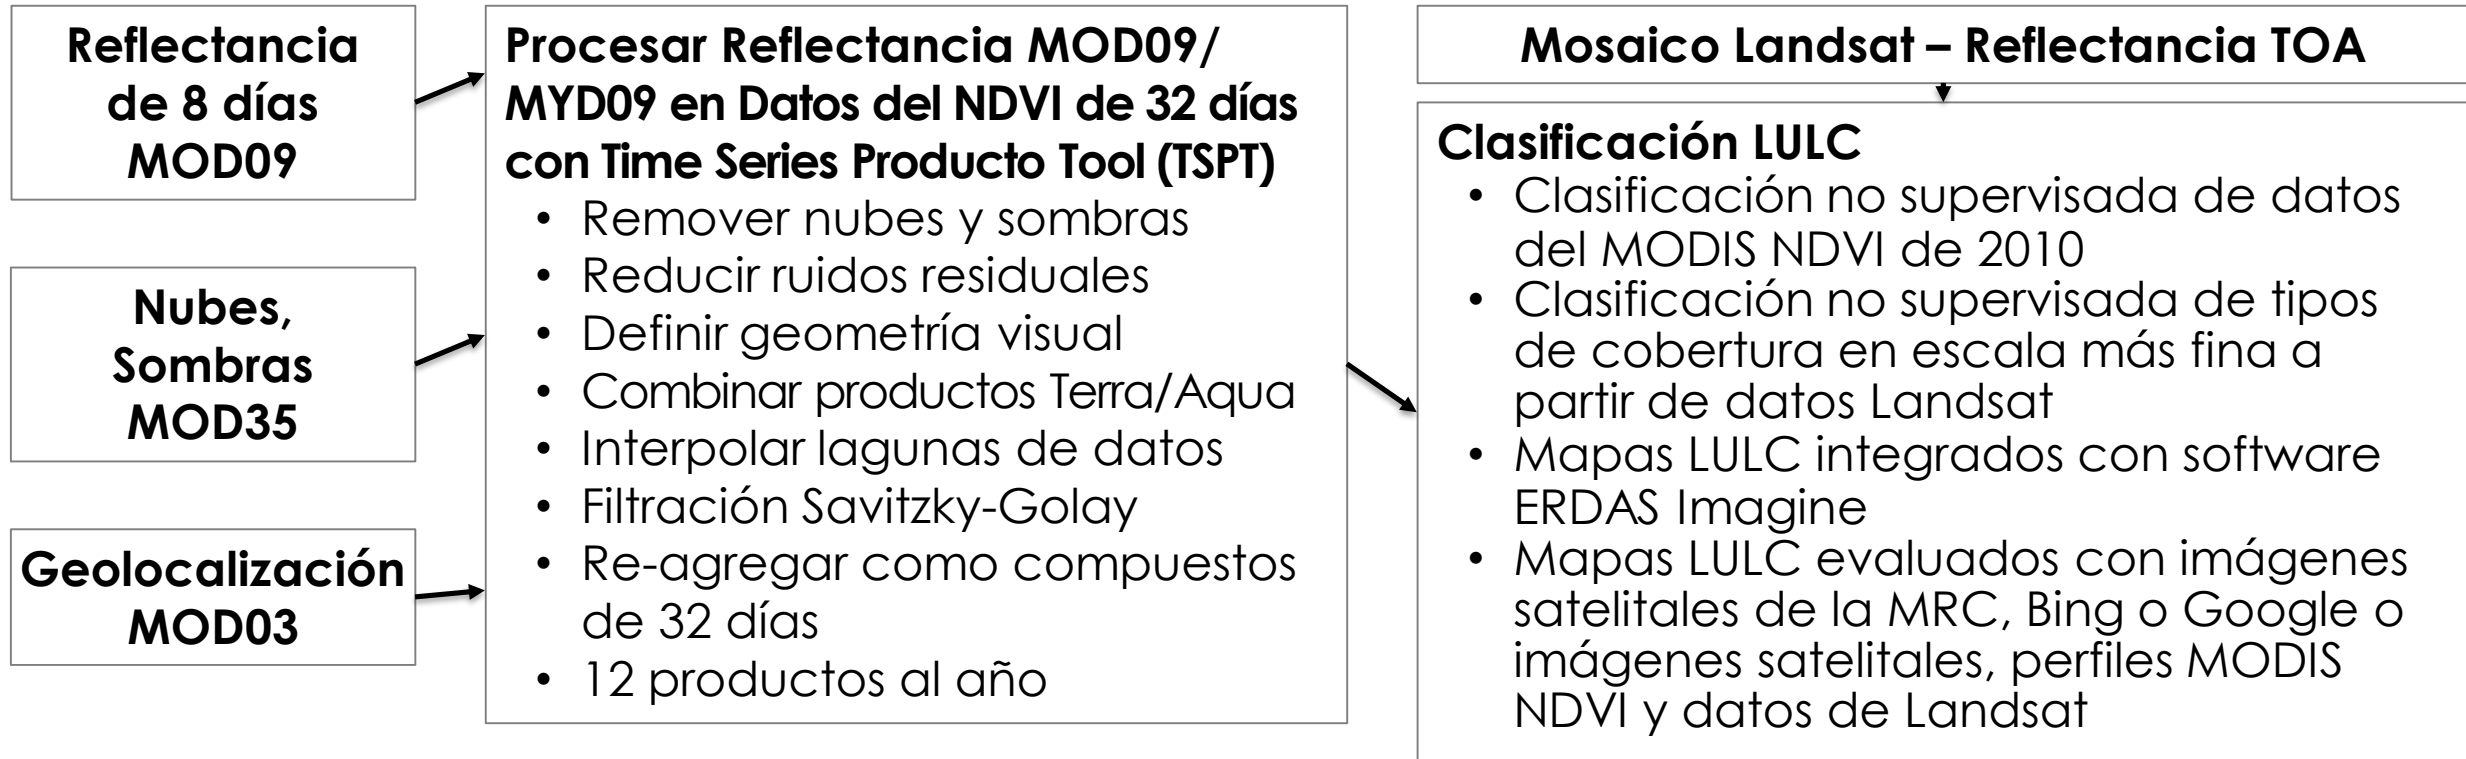 Reflectancia
de 8 días
MOD09
Nubes,
Sombras
MOD35
Geolocalización
MOD03
Procesar Reflectancia MOD09/
MYD09 en Datos del NDVI de 32 días
con Time Series Producto Tool (TSPT)
• Remover nubes y sombras
• Reducir ruidos residuales
• Definir geometría visual
• Combinar productos Terra/Aqua
• Interpolar lagunas de datos
• Filtración Savitzky-Golay
• Re-agregar como compuestos
de 32 días
• 12 productos al año
Mosaico Landsat – Reflectancia TOA
Clasificación LULC
• Clasificación no supervisada de datos
del MODIS NDVI de 2010
• Clasificación no supervisada de tipos
de cobertura en escala más fina a
partir de datos Landsat
• Mapas LULC integrados con software
ERDAS Imagine
• Mapas LULC evaluados con imágenes
satelitales de la MRC, Bing o Google o
imágenes satelitales, perfiles MODIS
NDVI y datos de Landsat